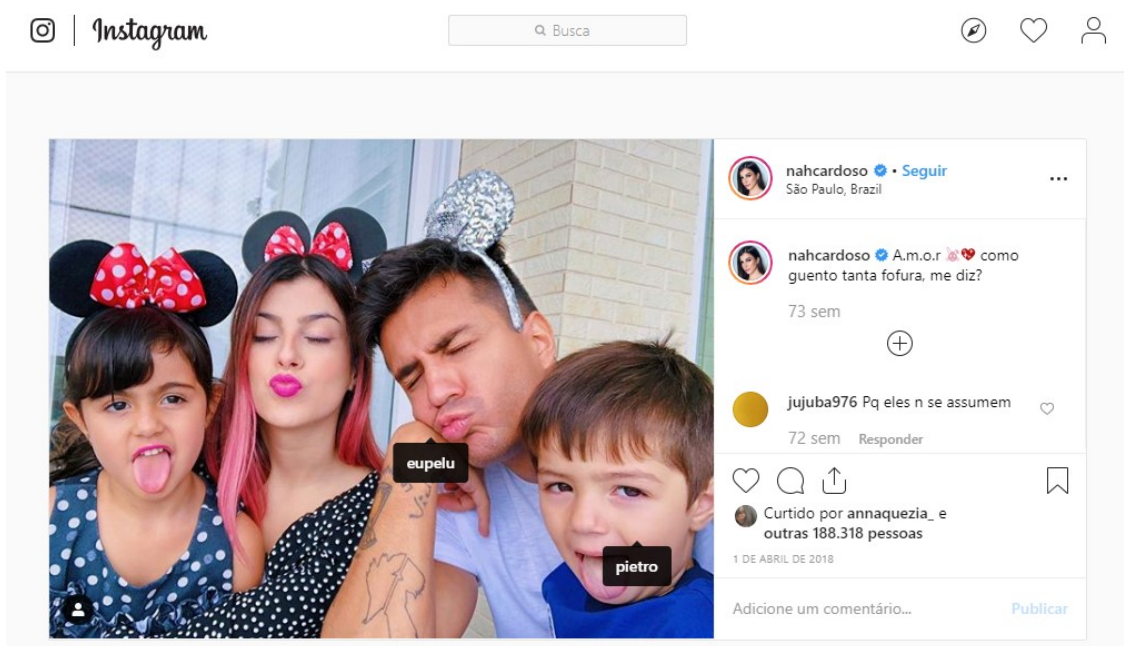 Instagram
Busca
nahcardoso • Seguir
São Paulo, Brazil
nahcardoso A.m.o.r 🐰💖 como
guento tanta fofura, me diz?
73 sem
jujuba976 Pq eles n se assumem
72 sem Responder
eupelu
pietro
Curtido por annaquezia_ e
outras 188.318 pessoas
1 DE ABRIL DE 2018
Adicione um comentário... Publicar